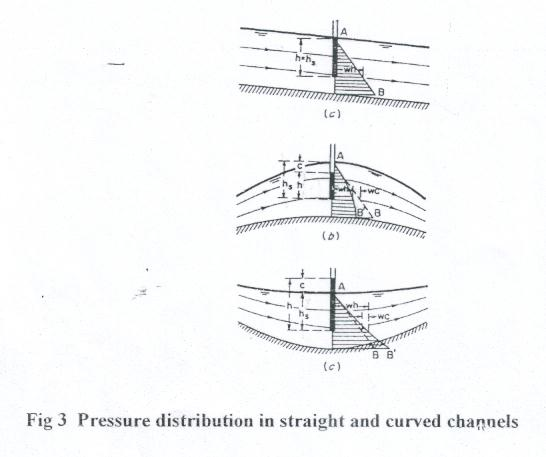 A
h=hs
wh
B
(c)
A
c
hs h
wh wc
B' B
(b)
A
c
h
hs
wh
wc
B B'
(c)
Fig 3 Pressure distribution in straight and curved channels